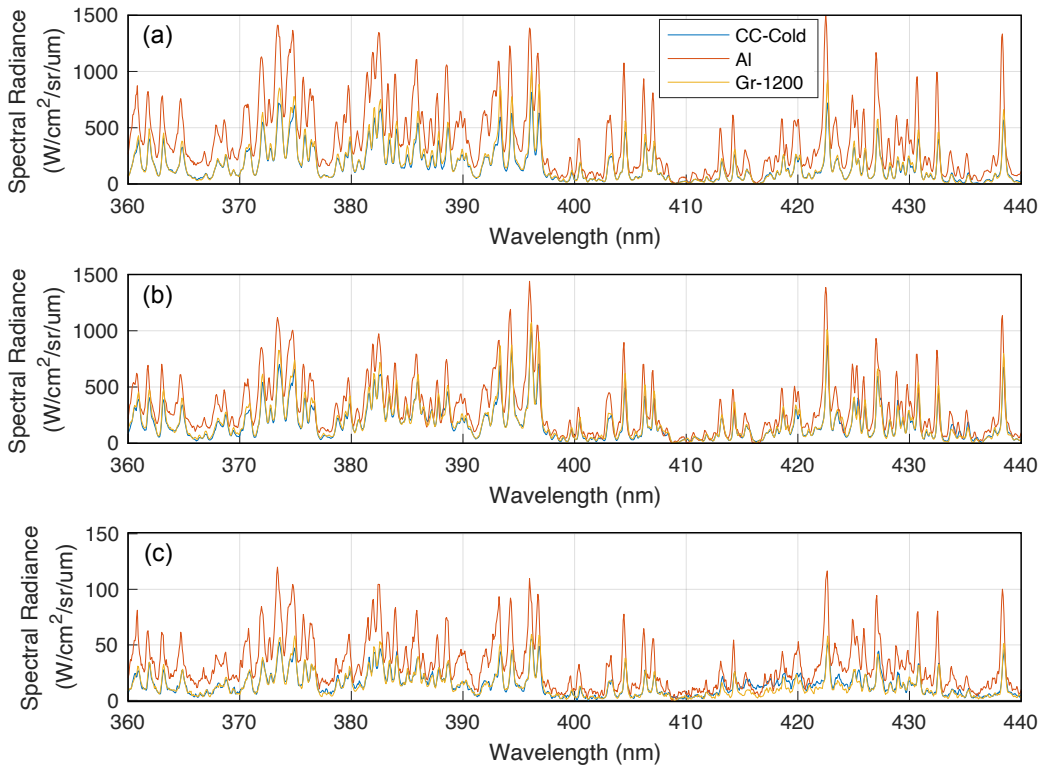 (a)
Spectral Radiance
(W/cm²/sr/um)
1500
1000
500
0
CC-Cold
Al
Gr-1200
360 370 380 390 400 410 420 430 440
Wavelength (nm)
(b)
Spectral Radiance
(W/cm²/sr/um)
1500
1000
500
0
360 370 380 390 400 410 420 430 440
Wavelength (nm)
(c)
Spectral Radiance
(W/cm²/sr/um)
150
100
50
0
360 370 380 390 400 410 420 430 440
Wavelength (nm)